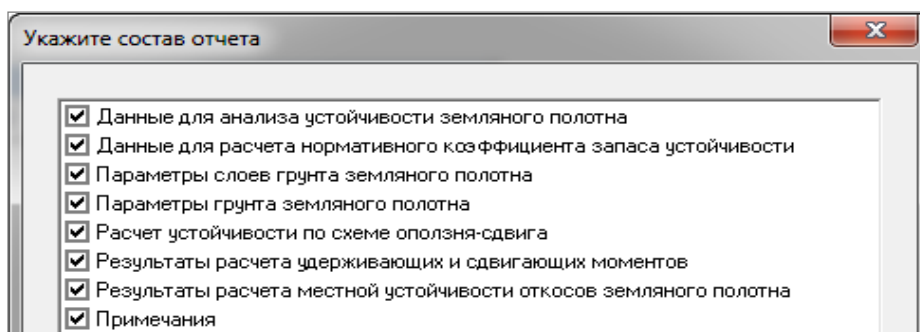 Укажите состав отчета
Данные для анализа устойчивости земляного полотна
Данные для расчета нормативного коэффициента запаса устойчивости
Параметры слоев грунта земляного полотна
Параметры грунта земляного полотна
Расчет устойчивости по схеме оползня-сдвига
Результаты расчета удерживающих и сдвигающих моментов
Результаты расчета местной устойчивости откосов земляного полотна
Примечания